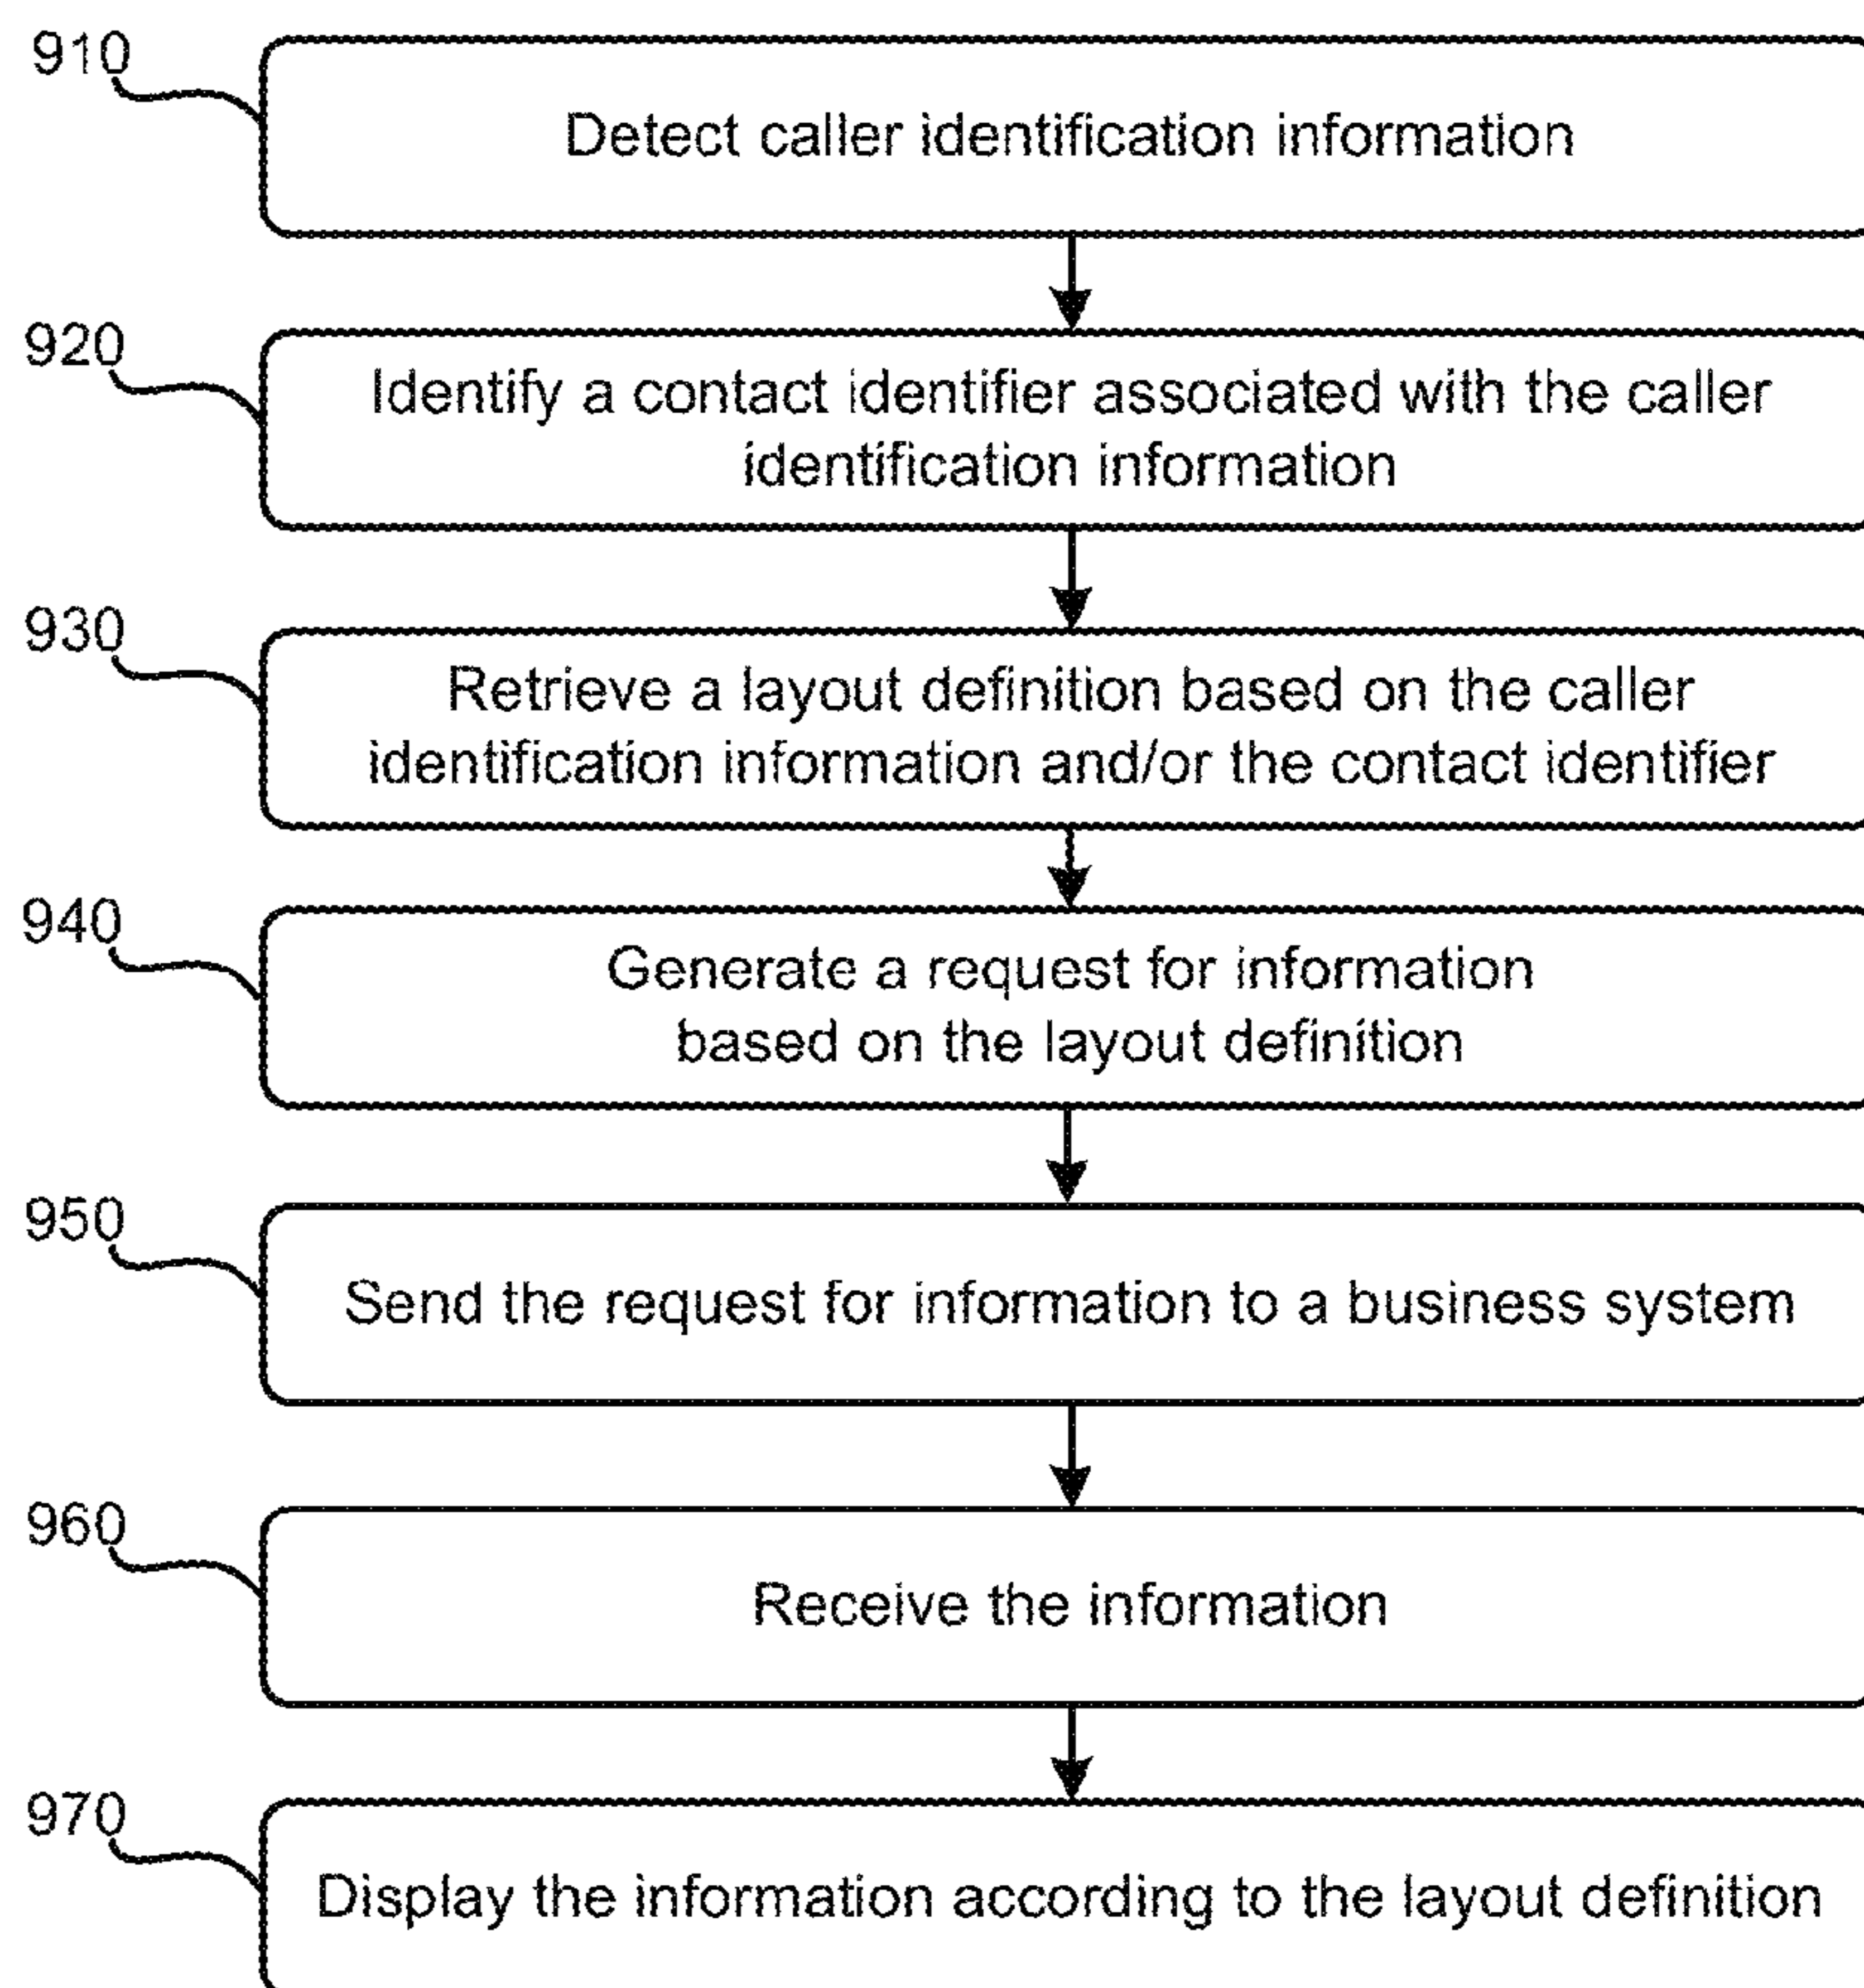 910
Detect caller identification information
920
Identify a contact identifier associated with the caller
identification information
930
Retrieve a layout definition based on the caller
identification information and/or the contact identifier
940
Generate a request for information
based on the layout definition
950
Send the request for information to a business system
960
Receive the information
970
Display the information according to the layout definition